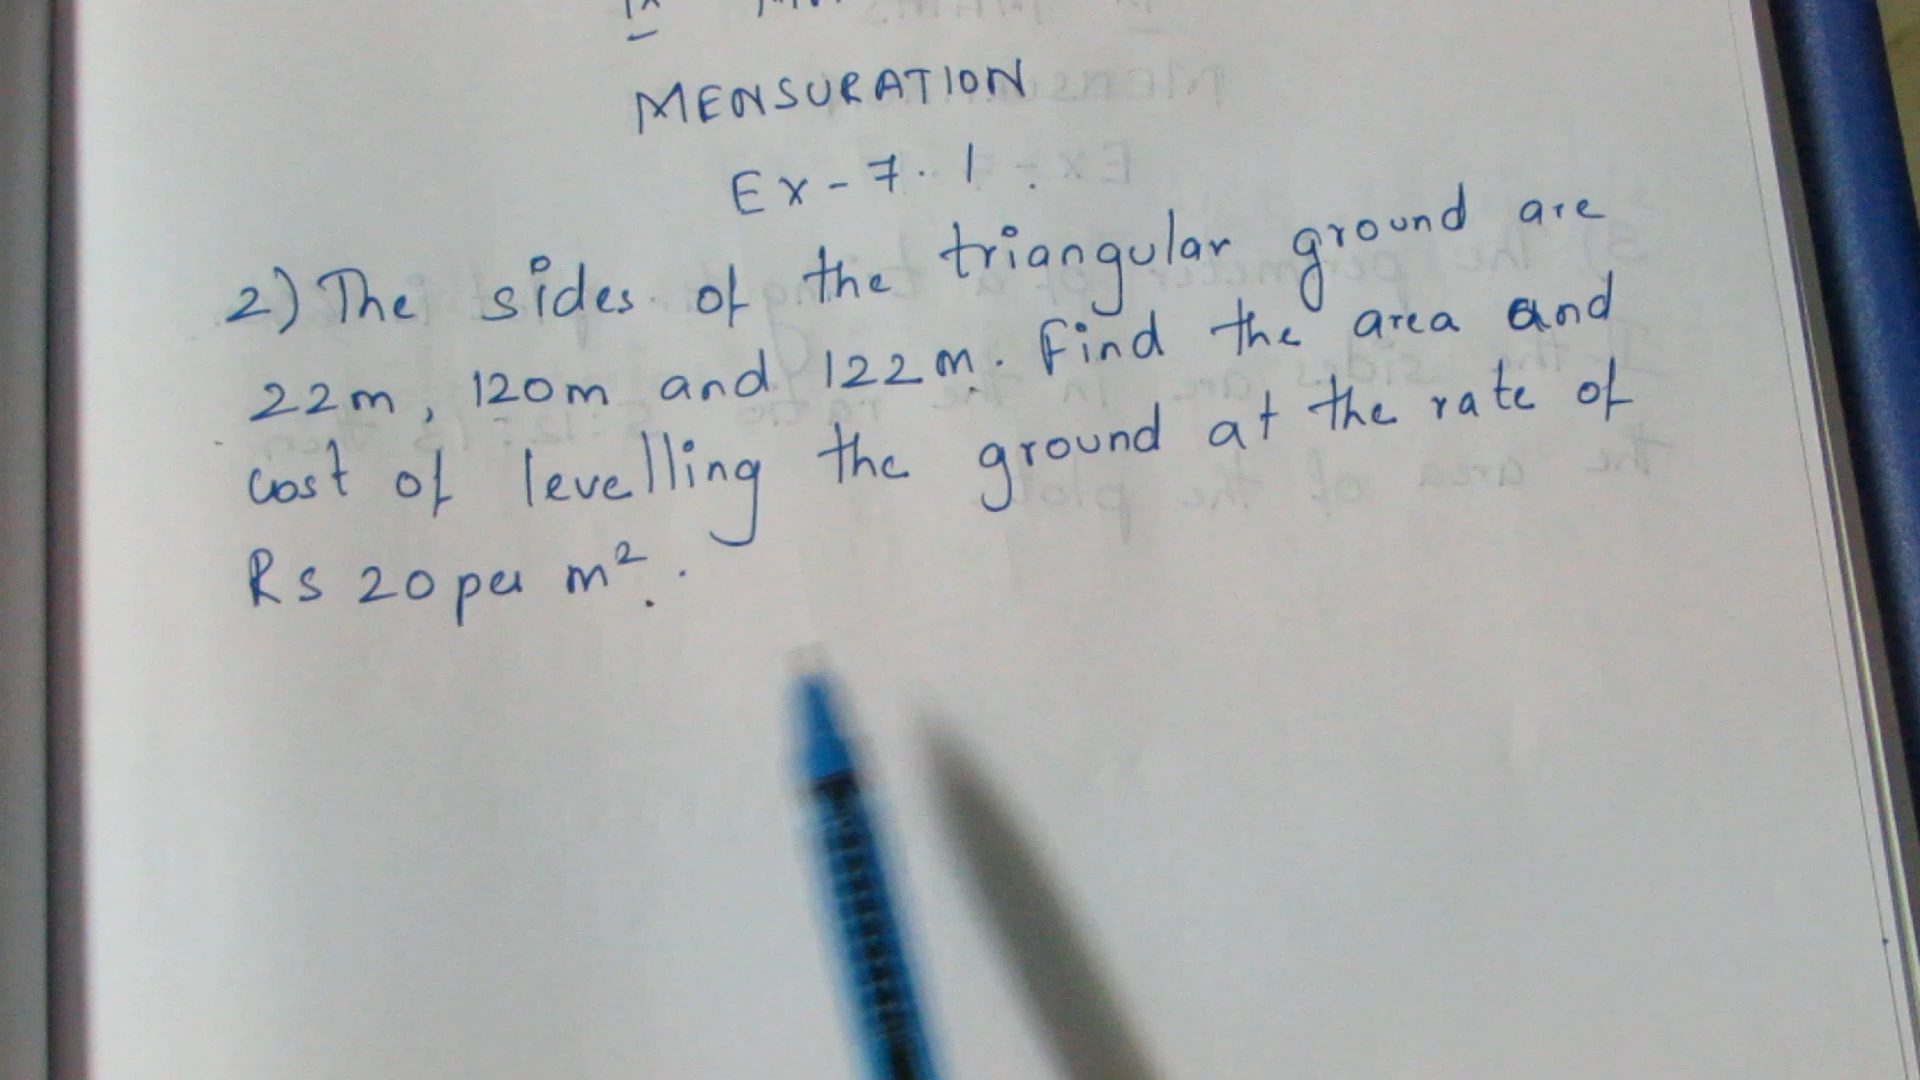 MENSURATION
Ex-7.1
2) The sides of the triangular ground are
22m, 120m and 122m. Find the area and
cost of levelling the ground at the rate of
Rs 20 per m².